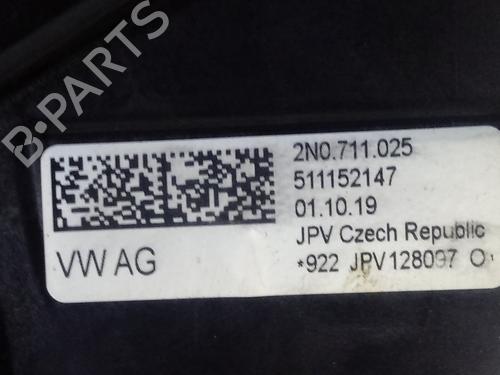 B-PARTS
2N0.711.025
511152147
01.10.19
JPV Czech Republic
VW AG
*922 JPV128097 O